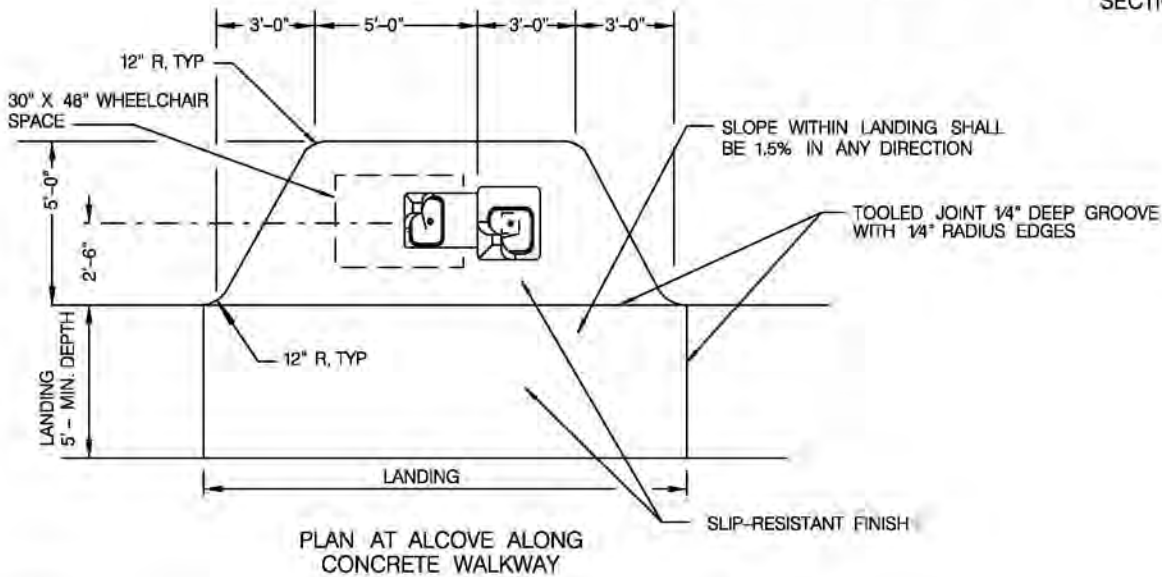 SECTI
3'-0" 5'-0" 3'-0" 3'-0"
12" R, TYP
30" X 48" WHEELCHAIR
SPACE
SLOPE WITHIN LANDING SHALL
BE 1.5% IN ANY DIRECTION
5'-0"
2'-6"
TOOLED JOINT 1/4" DEEP GROOVE
WITH 1/4" RADIUS EDGES
LANDING
5'- MIN. DEPTH
12" R, TYP
LANDING
SLIP-RESISTANT FINISH
PLAN AT ALCOVE ALONG
CONCRETE WALKWAY